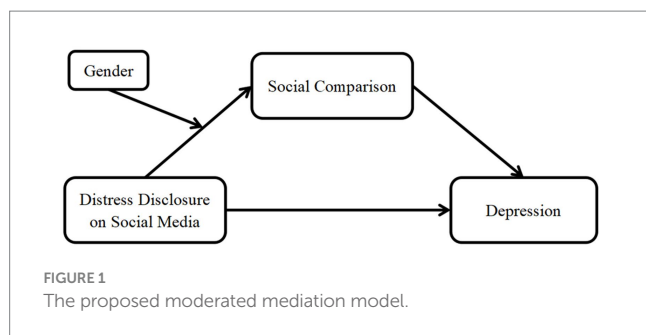 Gender
Social Comparison
Distress Disclosure
on Social Media
Depression
FIGURE 1
The proposed moderated mediation model.